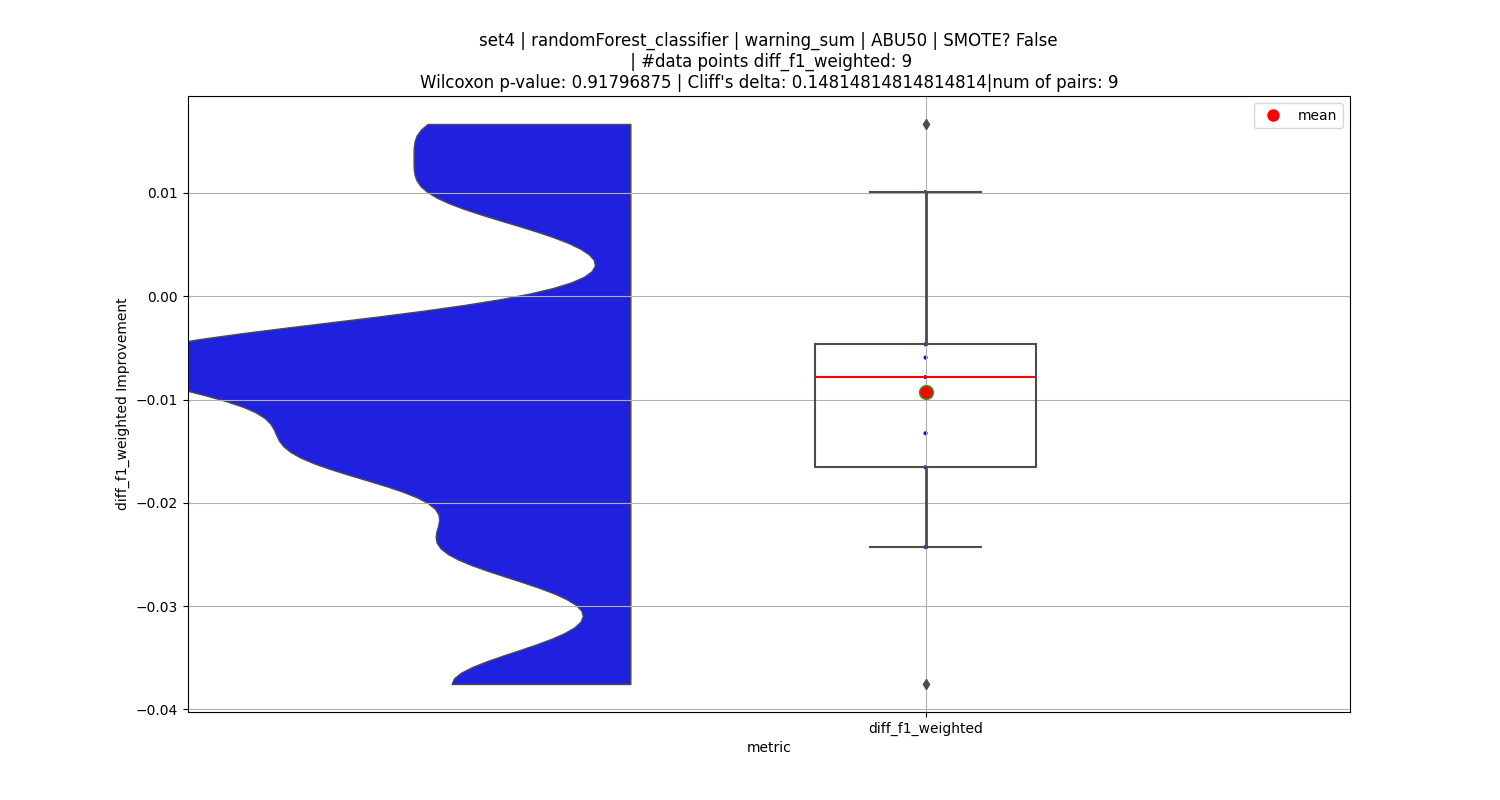 set4 | randomForest_classifier | warning_sum | ABU50 | SMOTE? False
| #data points diff_f1_weighted: 9
Wilcoxon p-value: 0.91796875 | Cliff's delta: 0.14814814814814814|num of pairs: 9
mean
0.01
0.00
−0.01
−0.02
−0.03
−0.04
diff_f1_weighted Improvement
diff_f1_weighted
metric